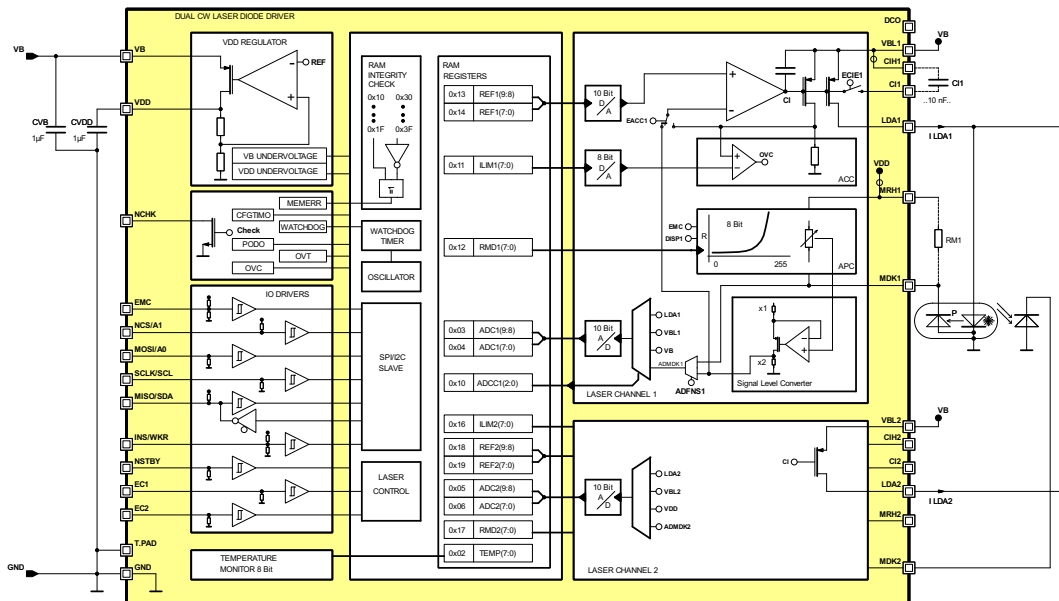 DUAL CW LASER DIODE DRIVER
VB
VB
VDD
CVB
1µF
CVDD
1µF
VDD REGULATOR
REF
VB UNDERVOLTAGE
VDD UNDERVOLTAGE
NCHK
Check
MEMERR
CFGTIMO
WATCHDOG
PODO
OVT
OVC
EMC
NCS/A1
MOSI/A0
SCLK/SCL
MISO/SDA
INS/WKR
NSTBY
EC1
EC2
T.PAD
GND
GND
IO DRIVERS
TEMPERATURE
MONITOR 8 Bit
RAM
INTEGRITY
CHECK
0x10
0x30
0x1F
0x3F
=1
WATCHDOG
TIMER
OSCILLATOR
SPI/I2C
SLAVE
LASER
CONTROL
RAM
REGISTERS
0x13 REF1(9:8)
0x14 REF1(7:0)
0x11 ILIM1(7:0)
0x12 RMD1(7:0)
0x03 ADC1(9:8)
0x04 ADC1(7:0)
0x10 ADCC1(2:0)
0x16 ILIM2(7:0)
0x18 REF2(9:8)
0x19 REF2(7:0)
0x05 ADC2(9:8)
0x06 ADC2(7:0)
0x17 RMD2(7:0)
0x02 TEMP(7:0)
10 Bit
D
A
8 Bit
D
A
EACC1
CI
ECIE1
OVC
ACC
EMC
DISP1
R
8 Bit
0
255
APC
10 Bit
A
D
LDA1
VBL1
VB
ADMDK1
ADFNS1
x1
x2
Signal Level Converter
LASER CHANNEL 1
10 Bit
A
D
LDA2
VBL2
VDD
ADMDK2
CI
LASER CHANNEL 2
DCO
VBL1
VB
CIH1
CI1
CI1
..10 nF..
LDA1
I LDA1
VDD
MRH1
RM1
MDK1
P
VBL2
VB
CIH2
CI2
LDA2
I LDA2
MRH2
MDK2